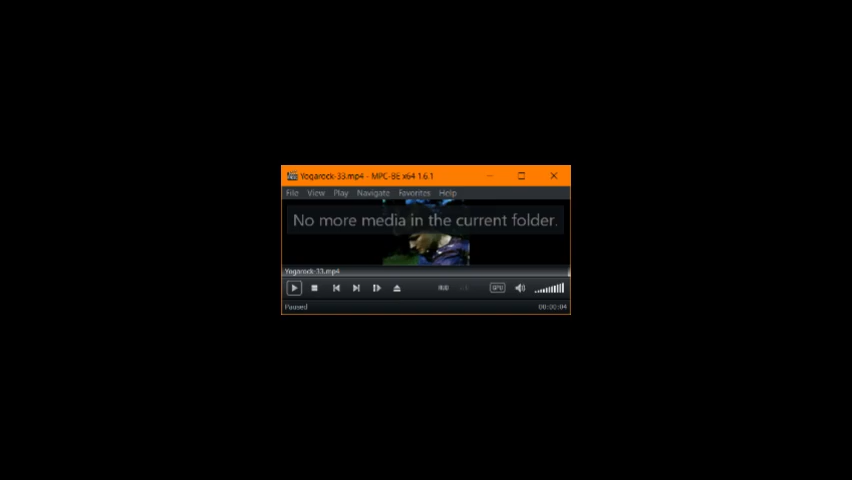 Yogarock-33.mp4 - MPC-BE x64 1.6.1
File View Play Navigate Favorites Help
No more media in the current folder.
Yogarock-33.mp4
GPU
Paused
00:00:04